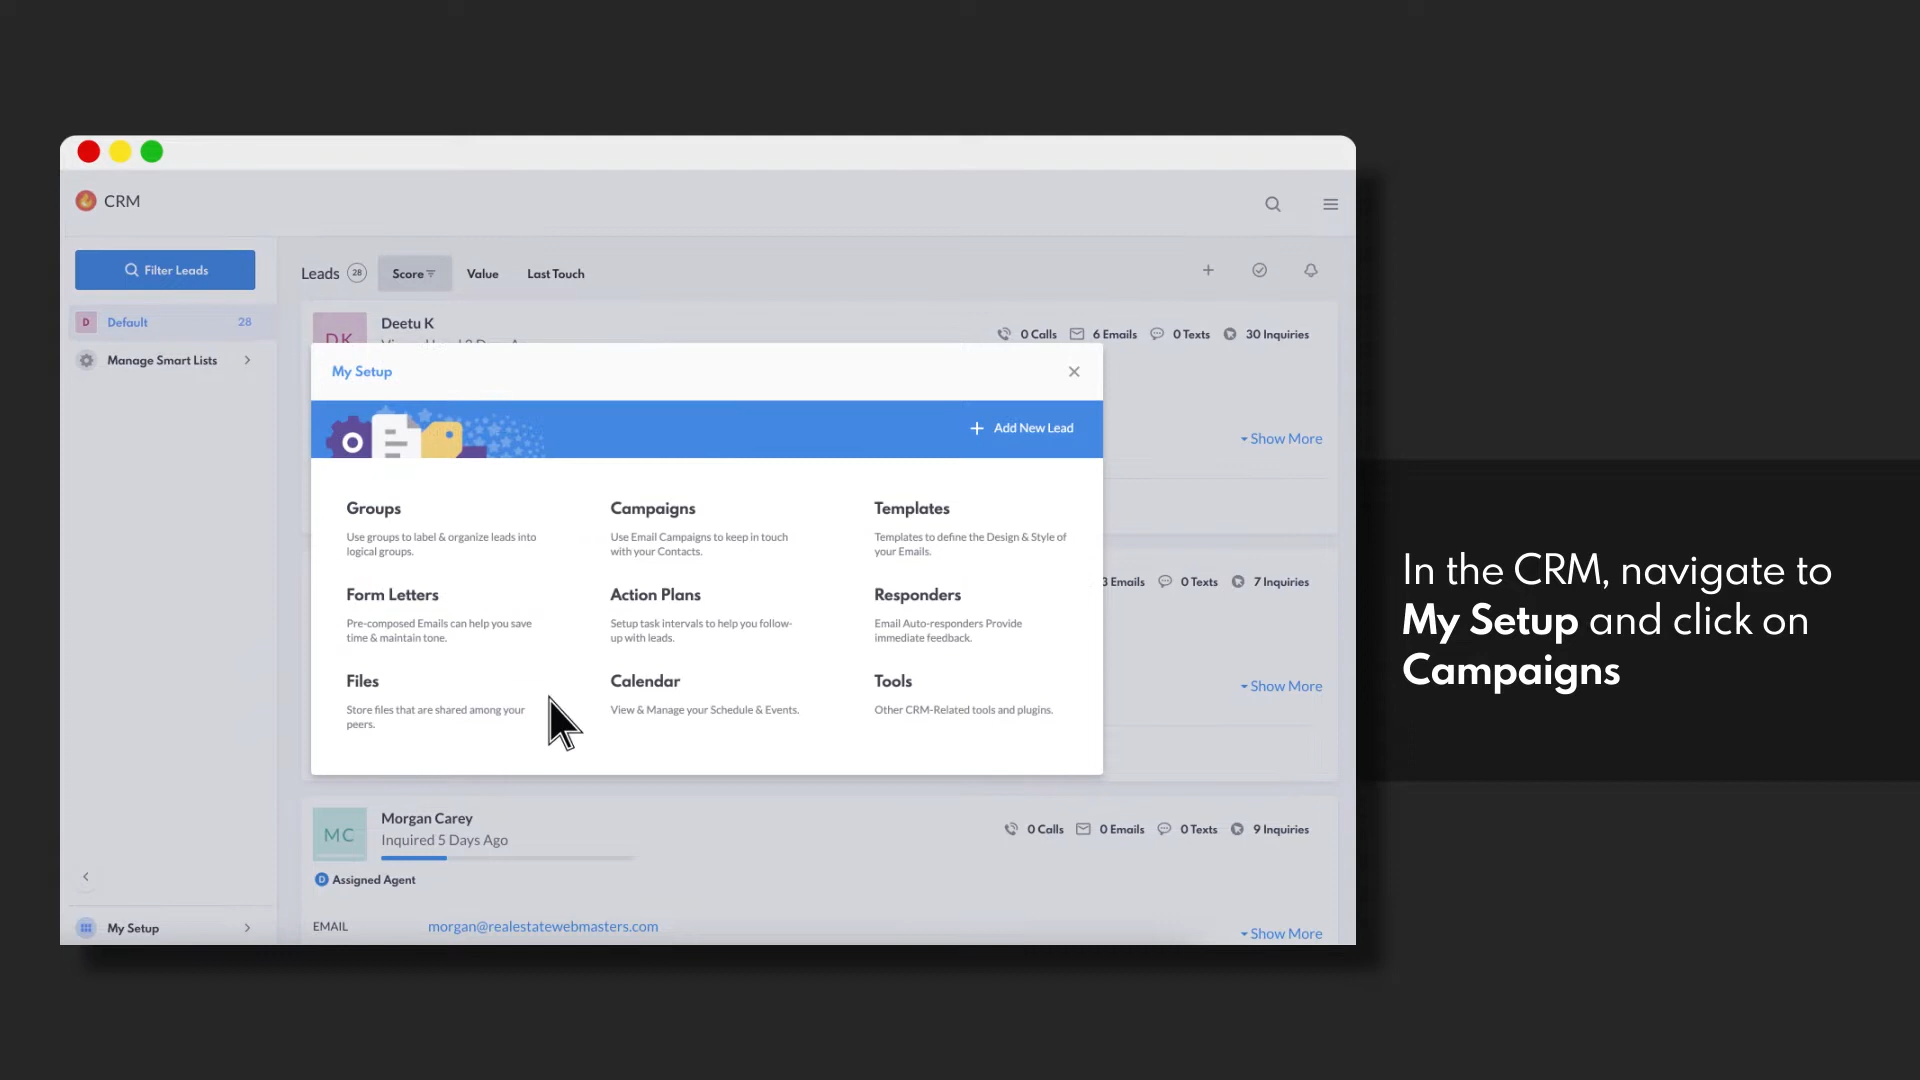 CRM
Filter Leads
Leads 28 Score Value Last Touch
D Default 28
Manage Smart Lists
Deetu K
DK
0 Calls 6 Emails 0 Texts 30 Inquiries
My Setup
Add New Lead
Show More
Groups
Use groups to label & organize leads into
logical groups.
Campaigns
Use Email Campaigns to keep in touch
with your Contacts.
Templates
Templates to define the Design & Style of
your Emails.
Form Letters
Pre-composed Emails can help you save
time & maintain tone.
Action Plans
Setup task intervals to help you follow-
up with leads.
Responders
Email Auto-responders Provide
immediate feedback.
3 Emails 0 Texts 7 Inquiries
Files
Store files that are shared among your
peers.
Calendar
View & Manage your Schedule & Events.
Tools
Other CRM-Related tools and plugins.
Show More
MC
Morgan Carey
Inquired 5 Days Ago
0 Calls 0 Emails 0 Texts 9 Inquiries
D Assigned Agent
EMAIL morgan@realestatewebmasters.com
Show More
My Setup
In the CRM, navigate to
My Setup and click on
Campaigns